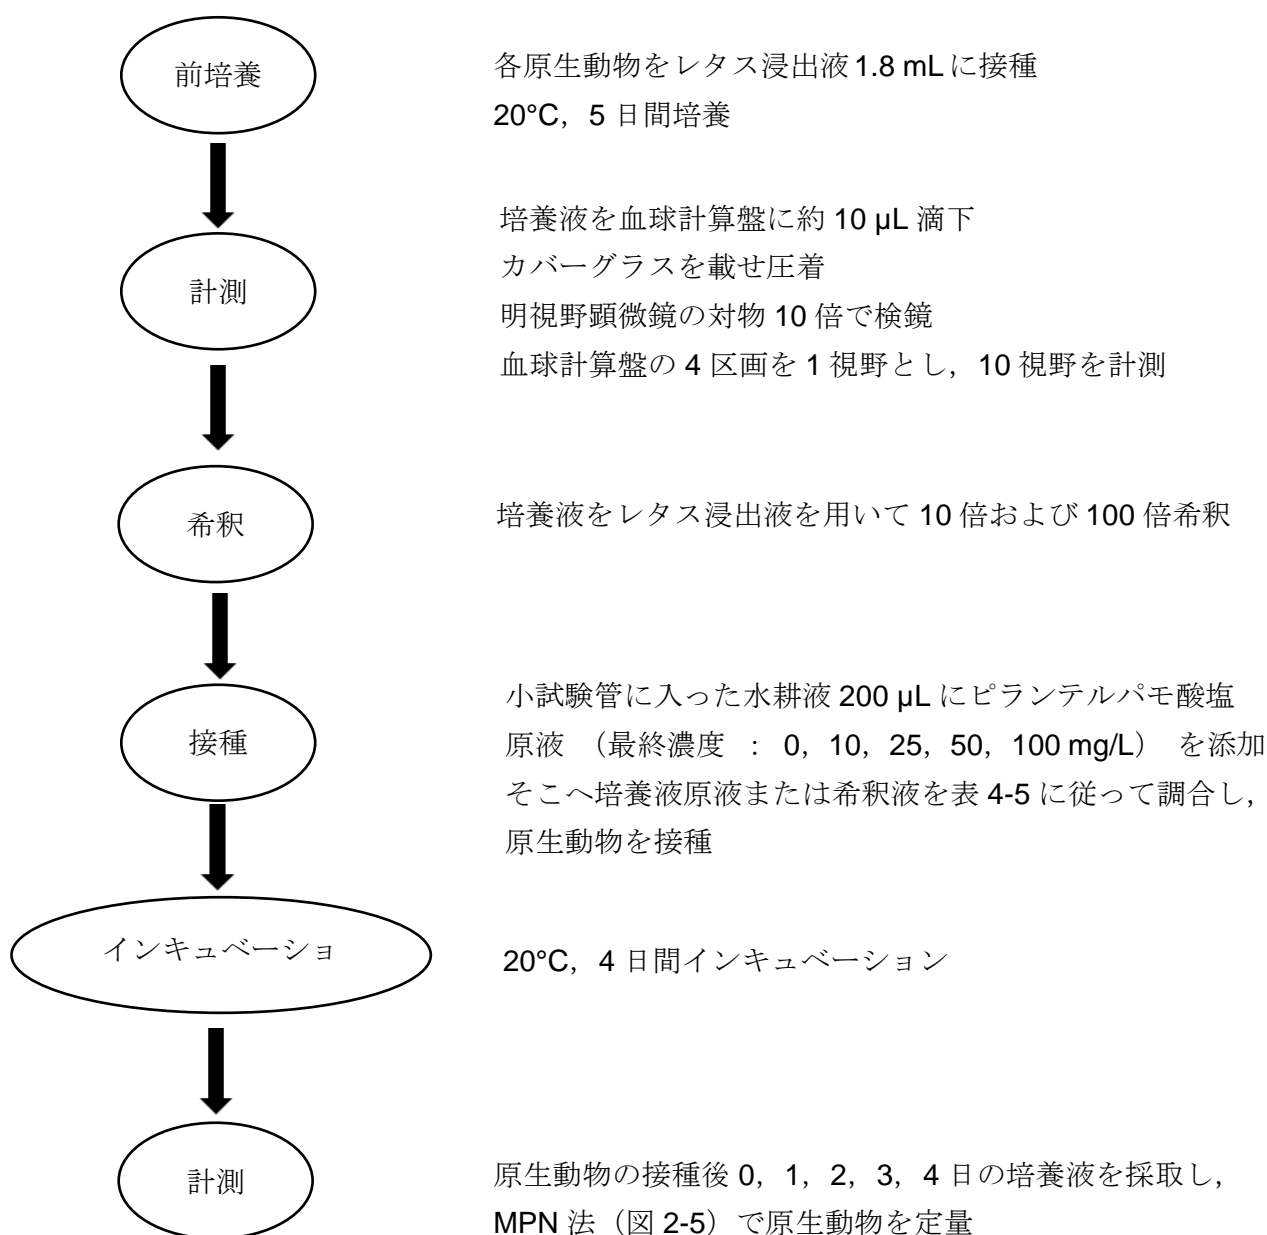 前培養
各原生動物をレタス浸出液 1.8 mL に接種
20°C，5 日間培養
計測
培養液を血球計算盤に約 10 µL 滴下
カバーグラスを載せ圧着
明視野顕微鏡の対物 10 倍で検鏡
血球計算盤の 4 区画を 1 視野とし，10 視野を計測
希釈
培養液をレタス浸出液を用いて 10 倍および 100 倍希釈
接種
小試験管に入った水耕液 200 µL にピランテルパモ酸塩
原液 （最終濃度 ： 0，10，25，50，100 mg/L） を添加
そこへ培養液原液または希釈液を表 4-5 に従って調合し，
原生動物を接種
インキュベーショ
20°C，4 日間インキュベーション
計測
原生動物の接種後 0，1，2，3，4 日の培養液を採取し，
MPN 法（図 2-5）で原生動物を定量